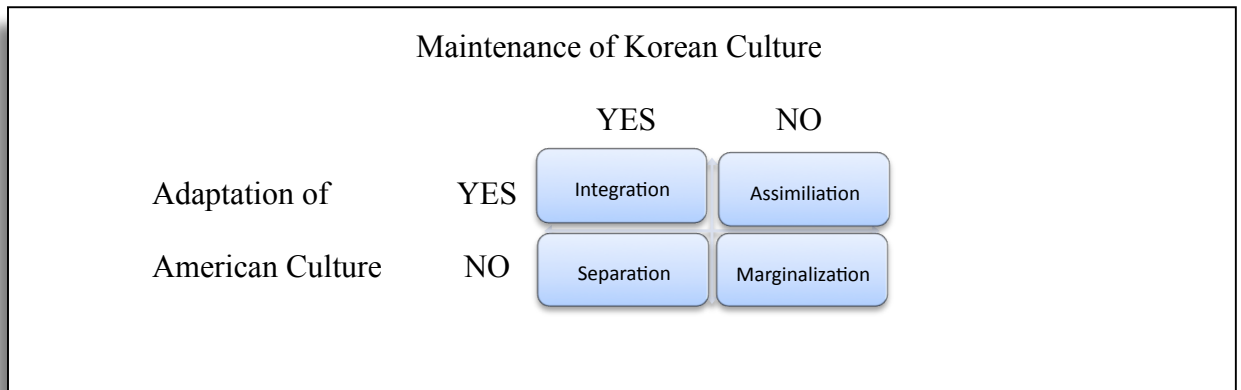 Maintenance of Korean Culture
YES NO
Adaptation of YES Integration Assimiliation
American Culture NO Separation Marginalization